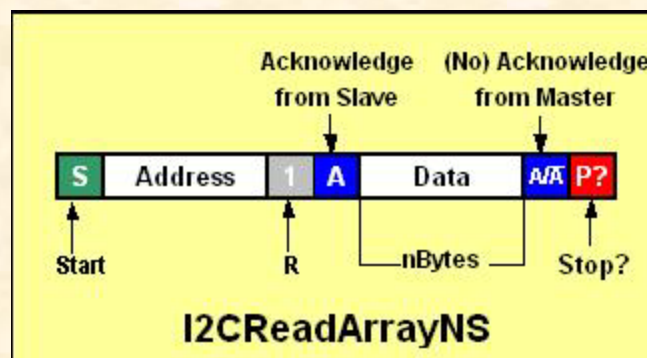 Acknowledge (No) Acknowledge
from Slave from Master
S Address 1 A Data A/A̅ P?
Start R nBytes Stop?
I2CReadArrayNS